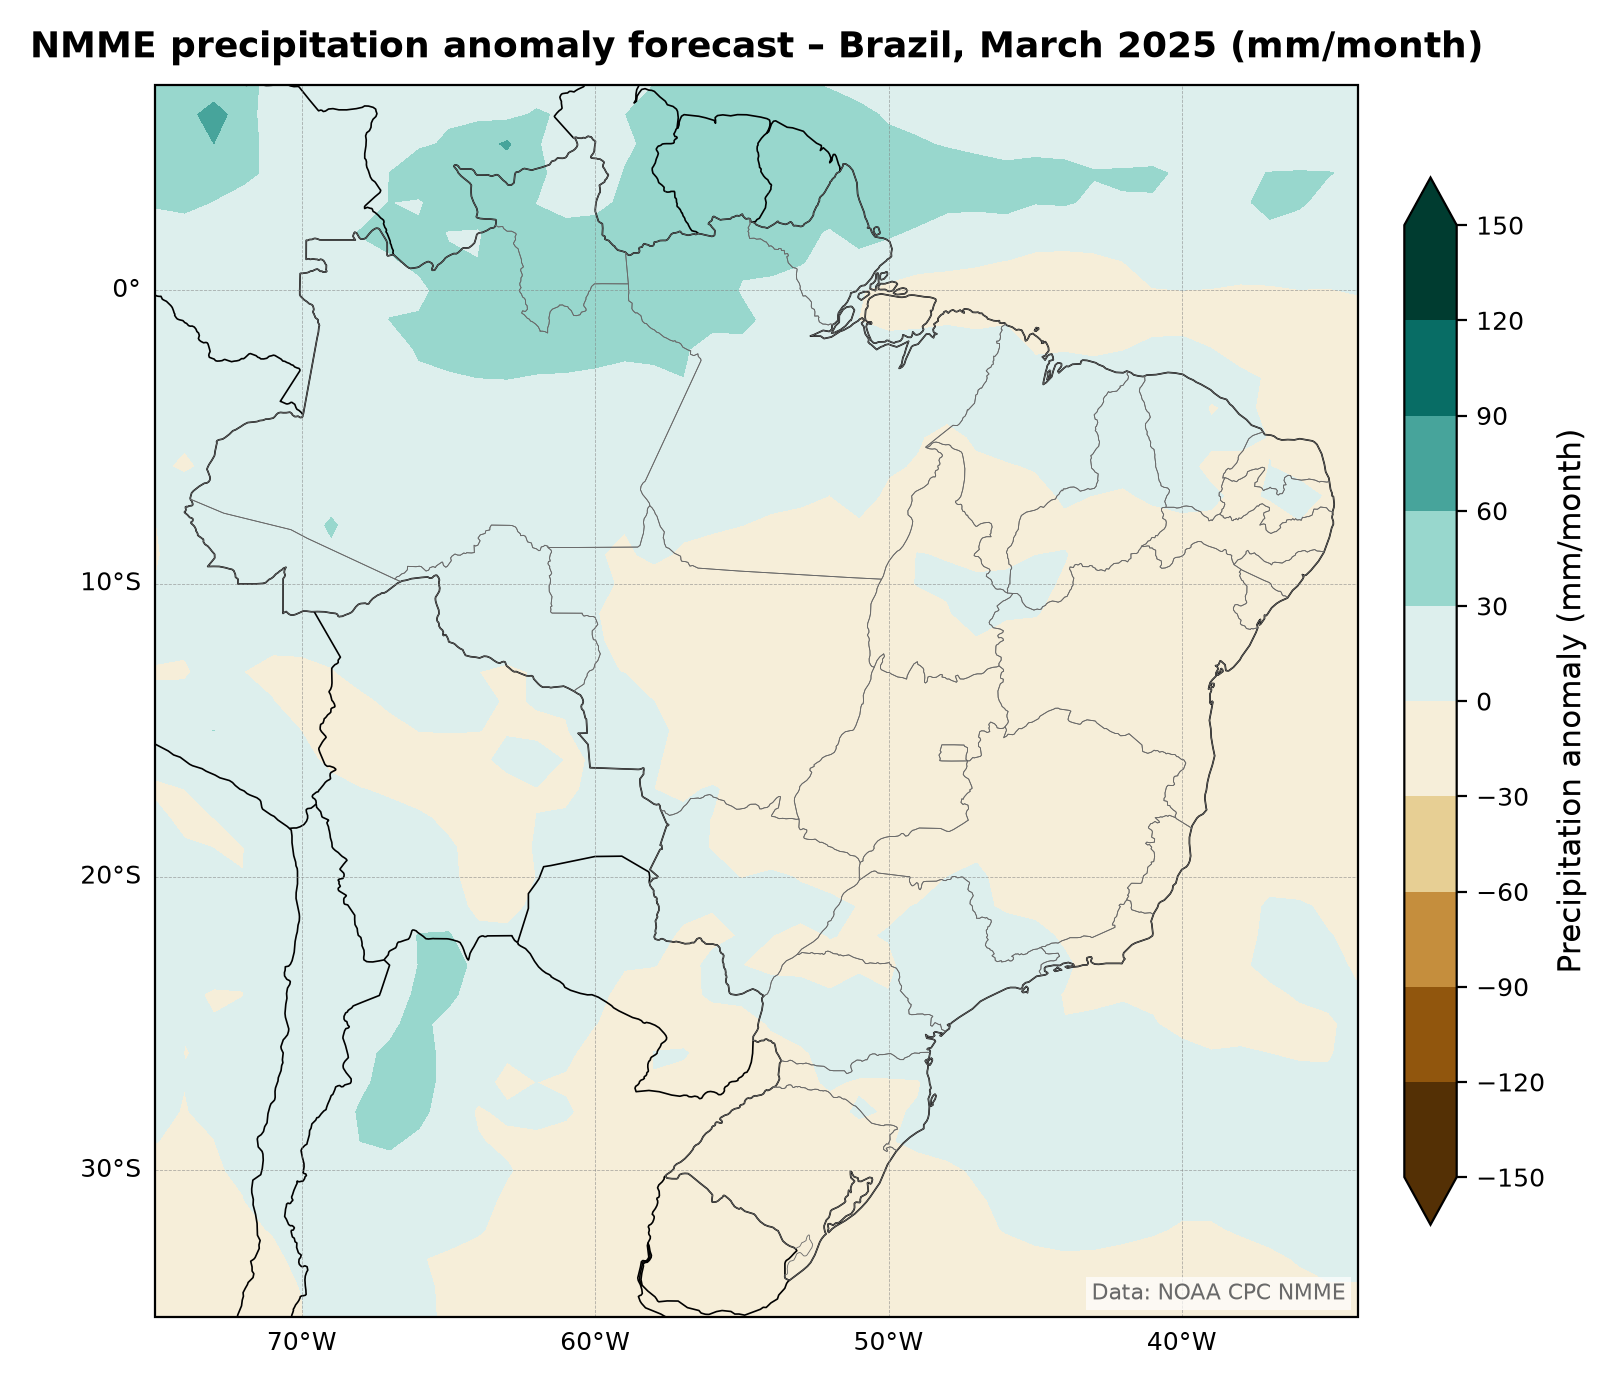 NMME precipitation anomaly forecast – Brazil, March 2025 (mm/month)
0°
10°S
20°S
30°S
70°W
60°W
50°W
40°W
150
120
90
60
30
0
−30
−60
−90
−120
−150
Precipitation anomaly (mm/month)
Data: NOAA CPC NMME